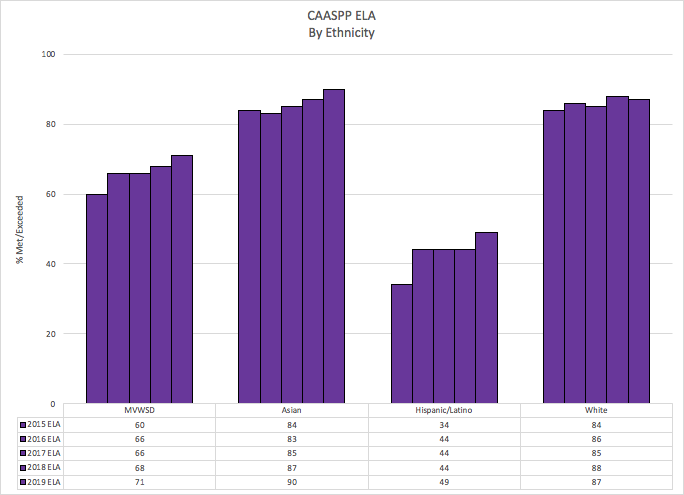 CAASPP ELA
By Ethnicity
100
80
60
40
20
0
% Met/Exceeded
MVWSD Asian Hispanic/Latino White
2015 ELA 60 84 34 84
2016 ELA 66 83 44 86
2017 ELA 66 85 44 85
2018 ELA 68 87 44 88
2019 ELA 71 90 49 87